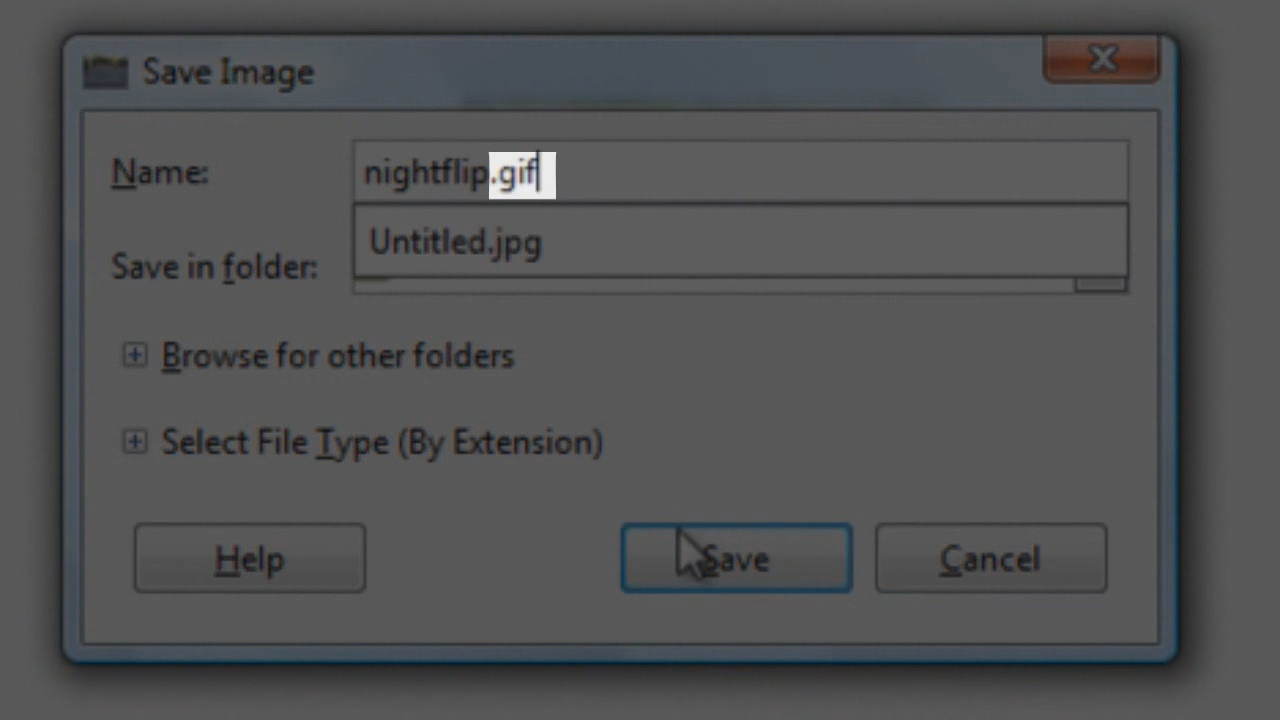 Save Image
Name: nightflip.gif
Untitled.jpg
Save in folder:
Browse for other folders
Select File Type (By Extension)
Help Save Cancel